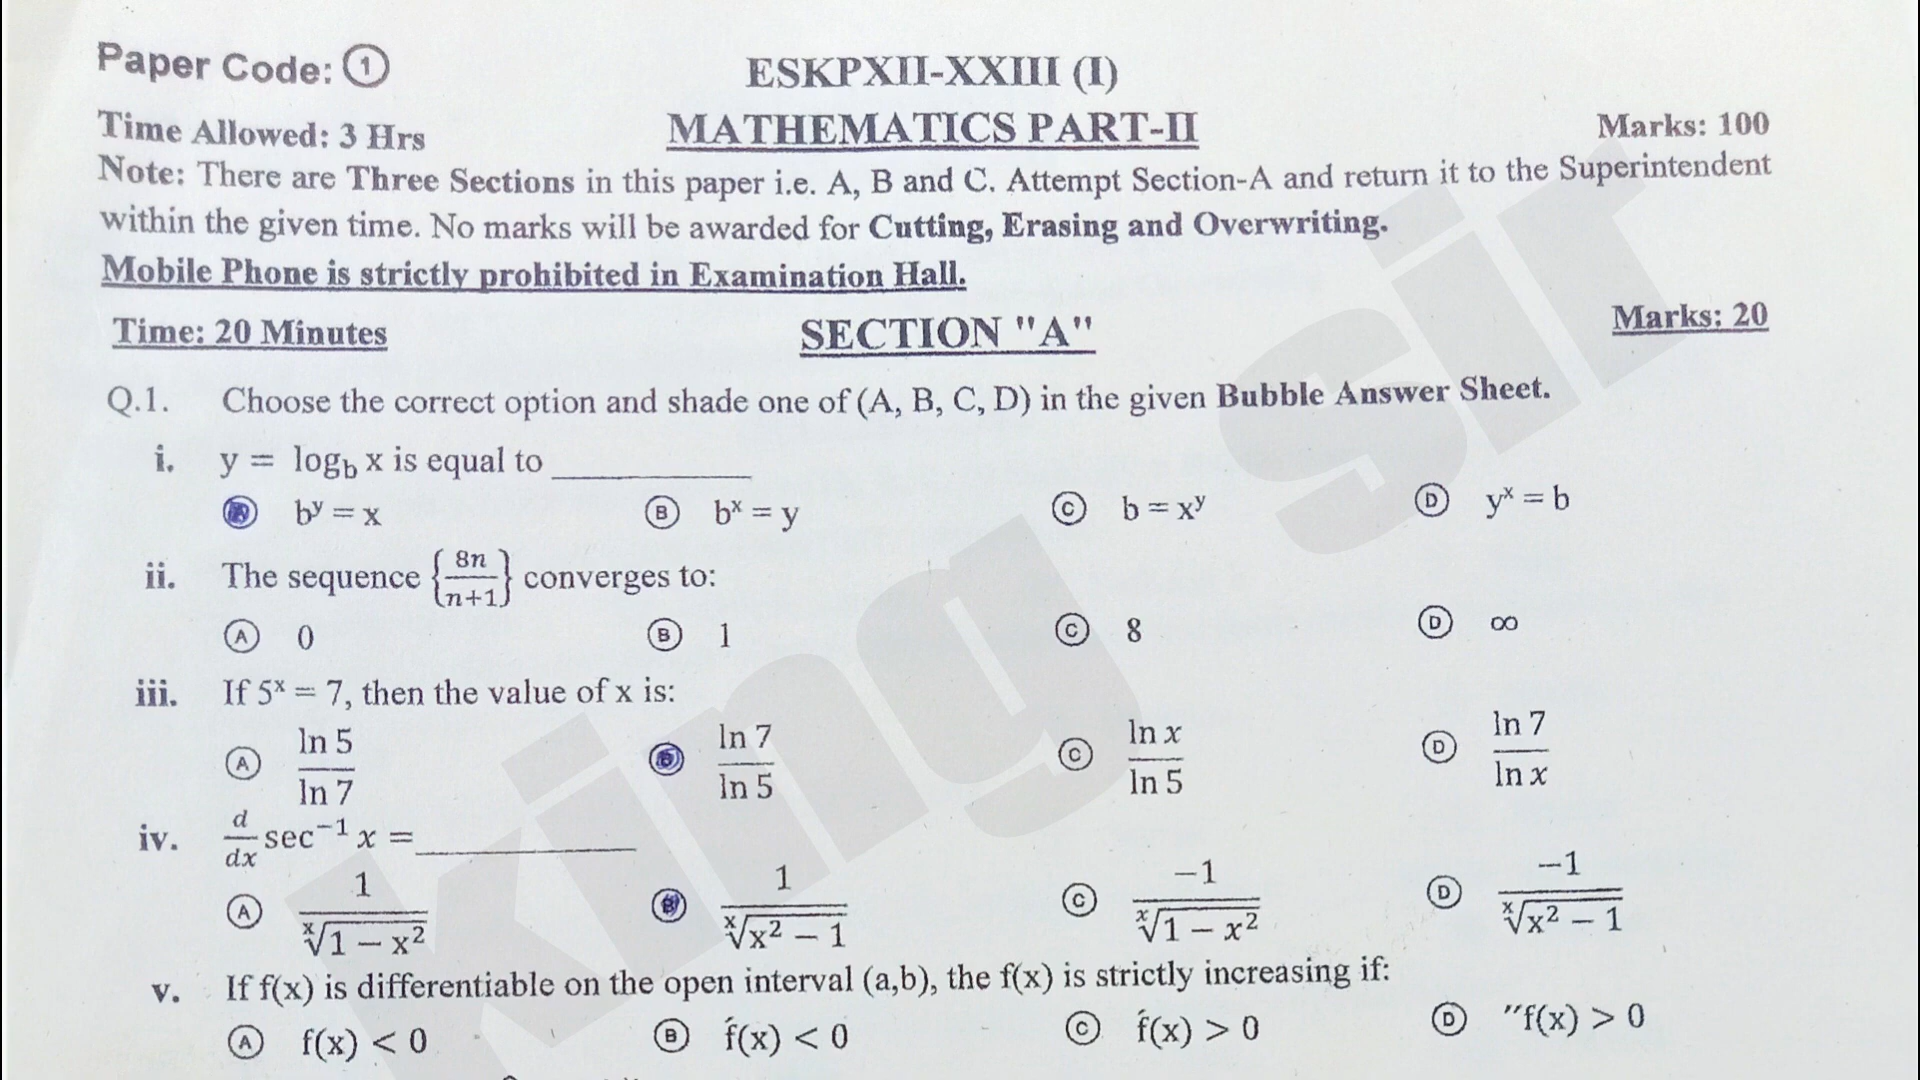 Paper Code: ①
ESKPXII-XXIII (I)
Time Allowed: 3 Hrs MATHEMATICS PART-II Marks: 100
Note: There are Three Sections in this paper i.e. A, B and C. Attempt Section-A and return it to the Superintendent
within the given time. No marks will be awarded for Cutting, Erasing and Overwriting.
Mobile Phone is strictly prohibited in Examination Hall.
Time: 20 Minutes SECTION "A" Marks: 20
Q.1. Choose the correct option and shade one of (A, B, C, D) in the given Bubble Answer Sheet.
i. y = log_b x is equal to ____________
Ⓐ b^y = x Ⓑ b^x = y Ⓒ b = x^y Ⓓ y^x = b
ii. The sequence {8n/(n+1)} converges to:
Ⓐ 0 Ⓑ 1 Ⓒ 8 Ⓓ ∞
iii. If 5^x = 7, then the value of x is:
Ⓐ ln 5/ln 7 Ⓑ ln 7/ln 5 Ⓒ ln x/ln 5 Ⓓ ln 7/ln x
iv. d/dx sec⁻¹ x = ____________
Ⓐ 1/ˣ√(1 − x²) Ⓑ 1/ˣ√(x² − 1) Ⓒ −1/ˣ√(1 − x²) Ⓓ −1/ˣ√(x² − 1)
v. If f(x) is differentiable on the open interval (a,b), the f(x) is strictly increasing if:
Ⓐ f(x) < 0 Ⓑ f́(x) < 0 Ⓒ f́(x) > 0 Ⓓ ″f(x) > 0
king sir